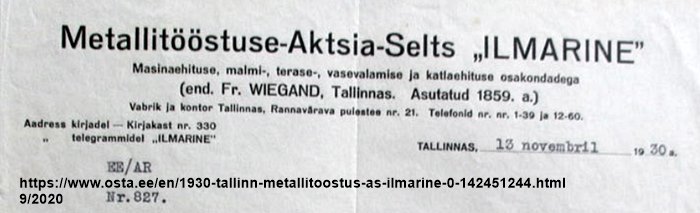 Metallitööstuse-Aktsia-Selts „ILMARINE”
Masinaehituse, malmi-, terase-, vasevalamise ja katlaehituse osakondadega
(end. Fr. WIEGAND, Tallinnas. Asutatud 1859. a.)
Vabrik ja kontor Tallinnas, Rannavärava puiestee nr. 21. Telefonid nr. nr. 1-39 ja 12-60.
Aadress kirjadel — Kirjakast nr. 330
„ telegrammidel „ILMARINE”
TALLINNAS, 13 novembril 1930 a.
EE/AR
https://www.osta.ee/en/1930-tallinn-metallitoostus-as-ilmarine-0-142451244.html
9/2020
Nr.827.